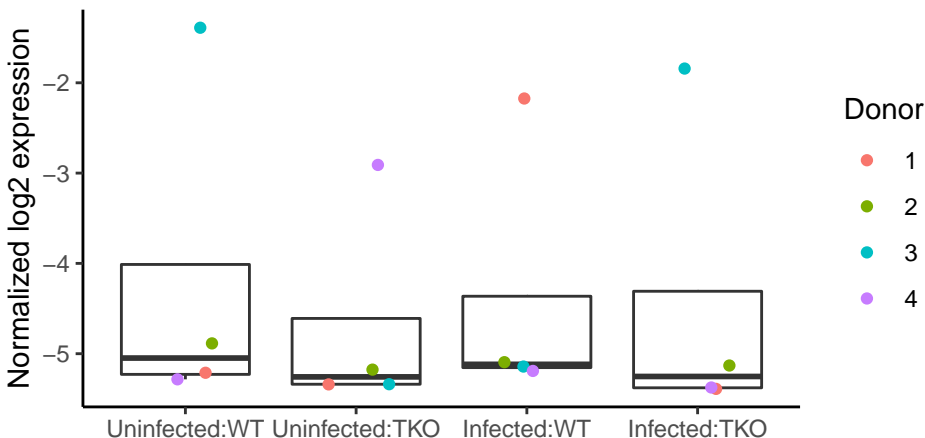 Normalized log2 expression
−2
−3
−4
−5
Uninfected:WT
Uninfected:TKO
Infected:WT
Infected:TKO
Donor
1
2
3
4